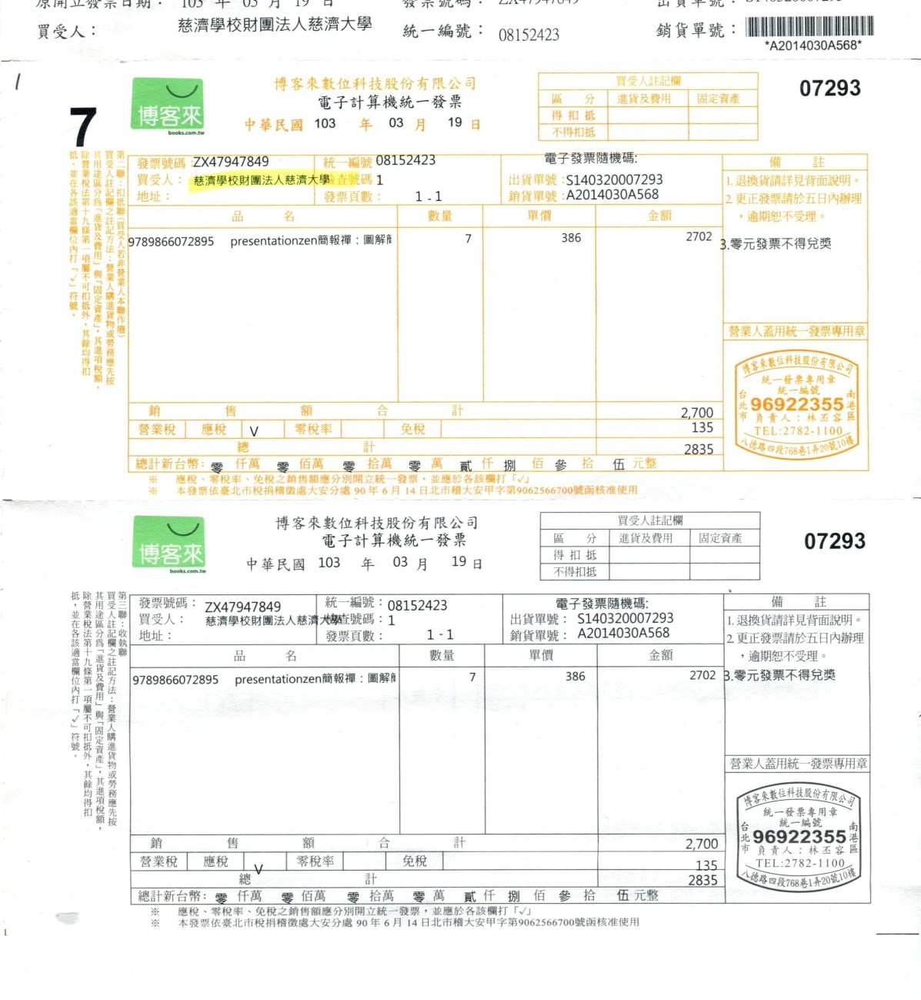 原開立發票日期： 103 年 03 月 19 日 發票號碼： ZX47947849 出貨單號：
買受人： 慈濟學校財團法人慈濟大學 統一編號： 08152423 銷貨單號：
*A2014030A568*
7
博客來
books.com.tw
博客來數位科技股份有限公司
電子計算機統一發票
中華民國 103 年 03 月 19 日
買受人註記欄
區 分 進貨及費用 固定資產
得 扣 抵
不得扣抵
07293
第二聯：扣抵聯(買受人若非營業人本聯作廢)
買受人註記欄之註記方法：營業人購進貨物或勞務應先按
其用途區分為「進貨及費用」與「固定資產」，其進項稅額，
除營業稅法第十九條第一項屬不可扣抵外，其餘均得扣
抵，並在各該適當欄位內打「✓」符號。
發票號碼：ZX47947849 統一編號：08152423 電子發票隨機碼:
買受人： 慈濟學校財團法人慈濟大學 檢查號碼：1 出貨單號：S140320007293
地址： 發票頁數： 1 - 1 銷貨單號：A2014030A568
品 名 數量 單價 金額 備 註
9789866072895 presentationzen簡報禪：圖解簡 7 386 2702
1.退換貨請詳見背面說明。
2.更正發票請於五日內辦理
，逾期恕不受理。
3.零元發票不得兌獎
營業人蓋用統一發票專用章
博客來數位科技股份有限公司
統一發票專用章
統一編號
台北市 96922355 南港區
負責人：林丕容
TEL:2782-1100
八德路四段768巷1弄20號10樓
銷 售 額 合 計 2,700
營業稅 應稅 V 零稅率 免稅 135
總 計 2835
總計新台幣: 零 仟萬 零 佰萬 零 拾萬 零 萬 貳 仟 捌 佰 參 拾 伍 元整
※ 應稅、零稅率、免稅之銷售額應分別開立統一發票，並應於各該欄打「✓」
※ 本發票依臺北市稅捐稽徵處大安分處 90 年 6 月 14 日北市稽大安甲字第9062566700號函核准使用
博客來
books.com.tw
博客來數位科技股份有限公司
電子計算機統一發票
中華民國 103 年 03 月 19 日
買受人註記欄
區 分 進貨及費用 固定資產
得 扣 抵
不得扣抵
07293
第三聯：收執聯
買受人註記欄之註記方法：營業人購進貨物或勞務應先按
其用途區分為「進貨及費用」與「固定資產」，其進項稅額，
除營業稅法第十九條第一項屬不可扣抵外，其餘均得扣
抵，並在各該適當欄位內打「✓」符號。
發票號碼： ZX47947849 統一編號：08152423 電子發票隨機碼:
買受人： 慈濟學校財團法人慈濟大學 檢查號碼：1 出貨單號： S140320007293
地址： 發票頁數： 1 - 1 銷貨單號： A2014030A568
品 名 數量 單價 金額 備 註
9789866072895 presentationzen簡報禪：圖解簡 7 386 2702
1.退換貨請詳見背面說明。
2.更正發票請於五日內辦理
，逾期恕不受理。
3.零元發票不得兌獎
營業人蓋用統一發票專用章
博客來數位科技股份有限公司
統一發票專用章
統一編號
台北市 96922355 南港區
負責人：林丕容
TEL:2782-1100
八德路四段768巷1弄20號10樓
銷 售 額 合 計 2,700
營業稅 應稅 V 零稅率 免稅 135
總 計 2835
總計新台幣: 零 仟萬 零 佰萬 零 拾萬 零 萬 貳 仟 捌 佰 參 拾 伍 元整
※ 應稅、零稅率、免稅之銷售額應分別開立統一發票，並應於各該欄打「✓」
※ 本發票依臺北市稅捐稽徵處大安分處 90 年 6 月 14 日北市稽大安甲字第9062566700號函核准使用